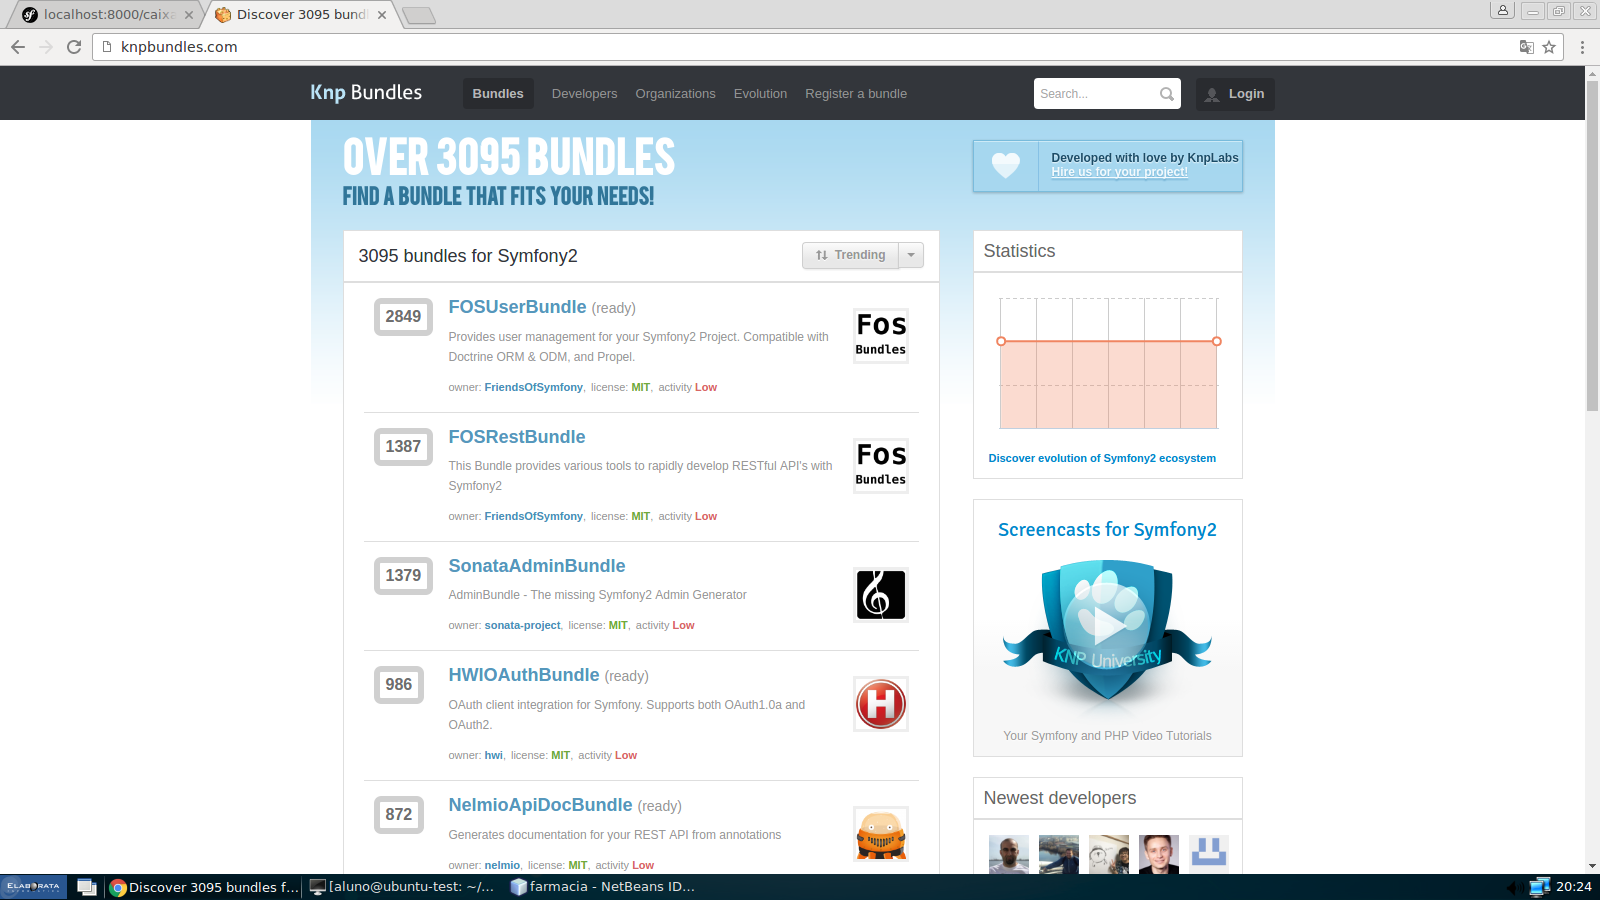 localhost:8000/caixa
Discover 3095 bundl
knpbundles.com
Knp Bundles
Bundles
Developers
Organizations
Evolution
Register a bundle
Search...
Login
OVER 3095 BUNDLES
FIND A BUNDLE THAT FITS YOUR NEEDS!
Developed with love by KnpLabs
Hire us for your project!
3095 bundles for Symfony2
Trending
2849
FOSUserBundle (ready)
Provides user management for your Symfony2 Project. Compatible with
Doctrine ORM & ODM, and Propel.
owner: FriendsOfSymfony, license: MIT, activity Low
Fos
Bundles
1387
FOSRestBundle
This Bundle provides various tools to rapidly develop RESTful API's with
Symfony2
owner: FriendsOfSymfony, license: MIT, activity Low
Fos
Bundles
1379
SonataAdminBundle
AdminBundle - The missing Symfony2 Admin Generator
owner: sonata-project, license: MIT, activity Low
986
HWIOAuthBundle (ready)
OAuth client integration for Symfony. Supports both OAuth1.0a and
OAuth2.
owner: hwi, license: MIT, activity Low
H
872
NelmioApiDocBundle (ready)
Generates documentation for your REST API from annotations
owner: nelmio, license: MIT, activity Low
Statistics
Discover evolution of Symfony2 ecosystem
Screencasts for Symfony2
KNP University
Your Symfony and PHP Video Tutorials
Newest developers
ELABORATA
Discover 3095 bundles f...
[aluno@ubuntu-test: ~/...
farmacia - NetBeans ID...
20:24